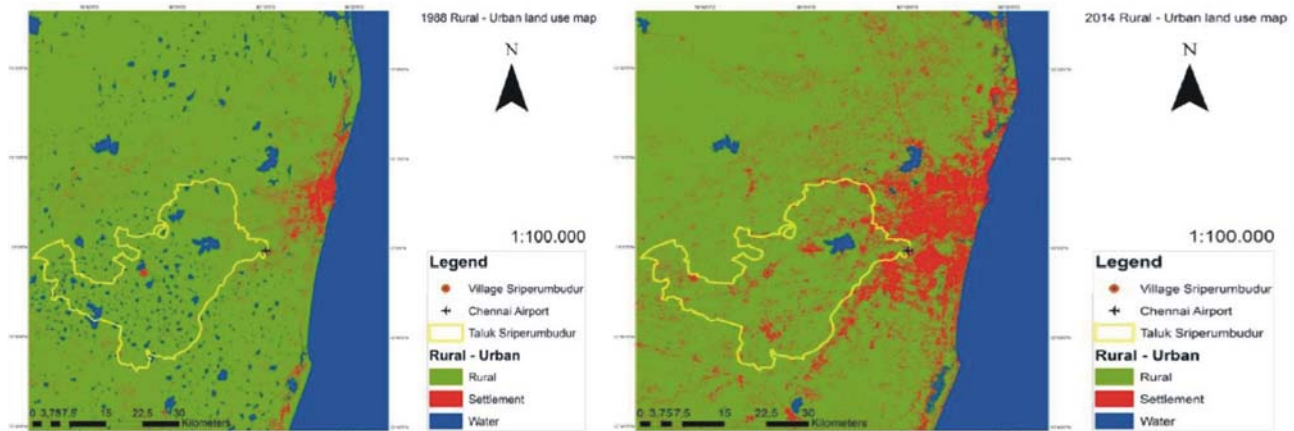 1988 Rural - Urban land use map
N
1:100.000
Legend
Village Sriperumbudur
Chennai Airport
Taluk Sriperumbudur
Rural - Urban
Rural
Settlement
Water
0 3,757,5 15 22,5 30
Kilometers
2014 Rural - Urban land use map
N
1:100.000
Legend
Village Sriperumbudur
Chennai Airport
Taluk Sriperumbudur
Rural - Urban
Rural
Settlement
Water
0 3,757,5 15 22,5 30
Kilometers